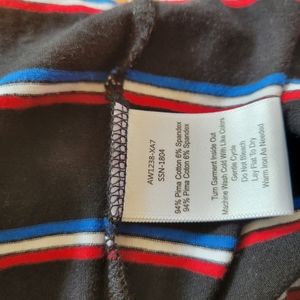 AW1238-XA7
SSN-1804
94% Pima Cotton 6% Spandex
94% Pima Coton 6% Spandex
Turn Garment Inside Out
Machine Wash Cold With Like Colors
Gentle Cycle
Do Not Bleach
Lay Flat To Dry
Warm Iron As Needed